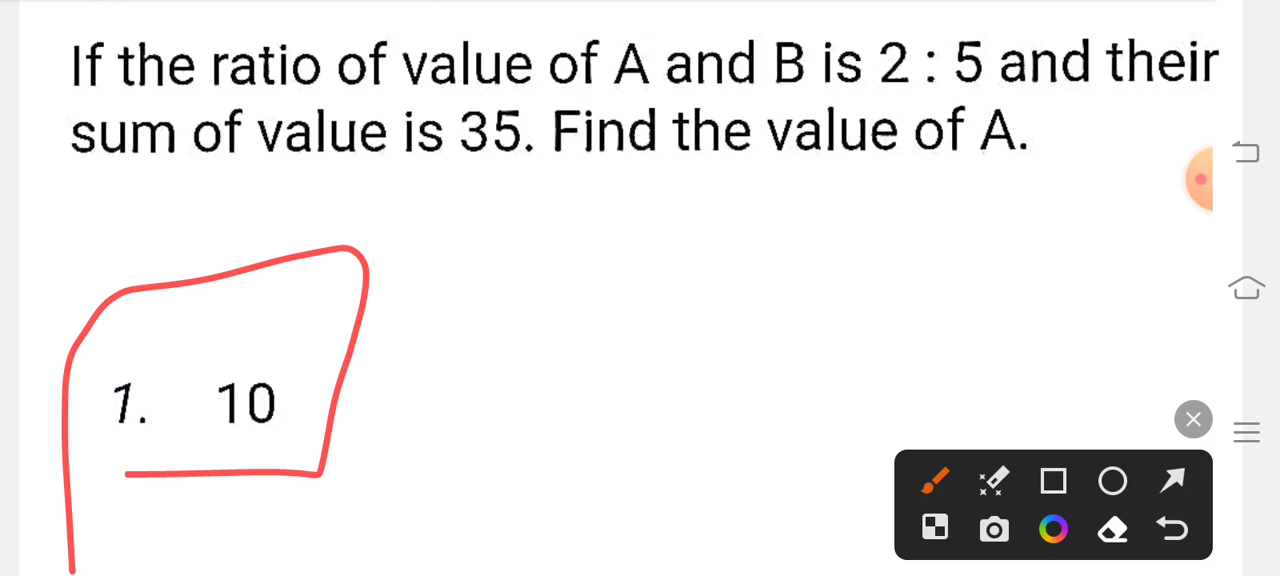 If the ratio of value of A and B is 2 : 5 and their
sum of value is 35. Find the value of A.
1. 10